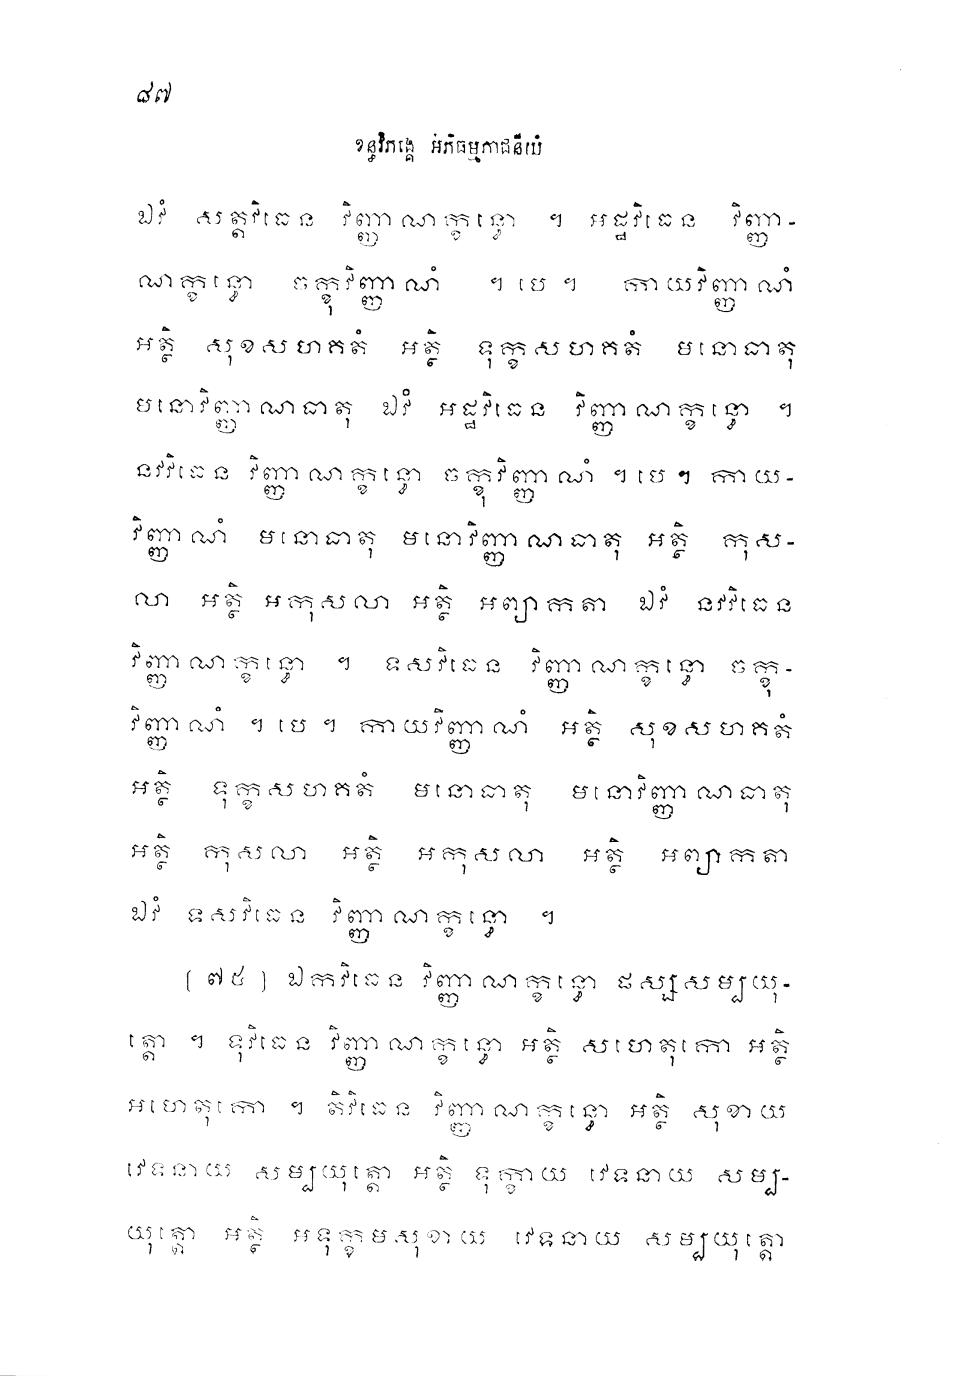 ៨៧
ខន្ធវិភង្គេ អភិធម្មភាជនីយំ
ឯវំ សត្តវិធេន វិញ្ញាណក្ខន្ធោ ។ អដ្ឋវិធេន វិញ្ញា-
ណក្ខន្ធោ ចក្ខុវិញ្ញាណំ ។ បេ ។ កាយវិញ្ញាណំ
អត្ថិ សុខសហគតំ អត្ថិ ទុក្ខសហគតំ មនោធាតុ
មនោវិញ្ញាណធាតុ ឯវំ អដ្ឋវិធេន វិញ្ញាណក្ខន្ធោ ។
នវវិធេន វិញ្ញាណក្ខន្ធោ ចក្ខុវិញ្ញាណំ ។ បេ ។ កាយ-
វិញ្ញាណំ មនោធាតុ មនោវិញ្ញាណធាតុ អត្ថិ កុស-
លា អត្ថិ អកុសលា អត្ថិ អព្យាកតា ឯវំ នវវិធេន
វិញ្ញាណក្ខន្ធោ ។ ទសវិធេន វិញ្ញាណក្ខន្ធោ ចក្ខុ-
វិញ្ញាណំ ។ បេ ។ កាយវិញ្ញាណំ អត្ថិ សុខសហគតំ
អត្ថិ ទុក្ខសហគតំ មនោធាតុ មនោវិញ្ញាណធាតុ
អត្ថិ កុសលា អត្ថិ អកុសលា អត្ថិ អព្យាកតា
ឯវំ ទសវិធេន វិញ្ញាណក្ខន្ធោ ។
[ ៧៥ ] ឯកវិធេន វិញ្ញាណក្ខន្ធោ ផស្សសម្បយុ-
ត្តោ ។ ទុវិធេន វិញ្ញាណក្ខន្ធោ អត្ថិ សហេតុកោ អត្ថិ
អហេតុកោ ។ តិវិធេន វិញ្ញាណក្ខន្ធោ អត្ថិ សុខាយ
វេទនាយ សម្បយុត្តោ អត្ថិ ទុក្ខាយ វេទនាយ សម្ប-
យុត្តោ អត្ថិ អទុក្ខមសុខាយ វេទនាយ សម្បយុត្តោ